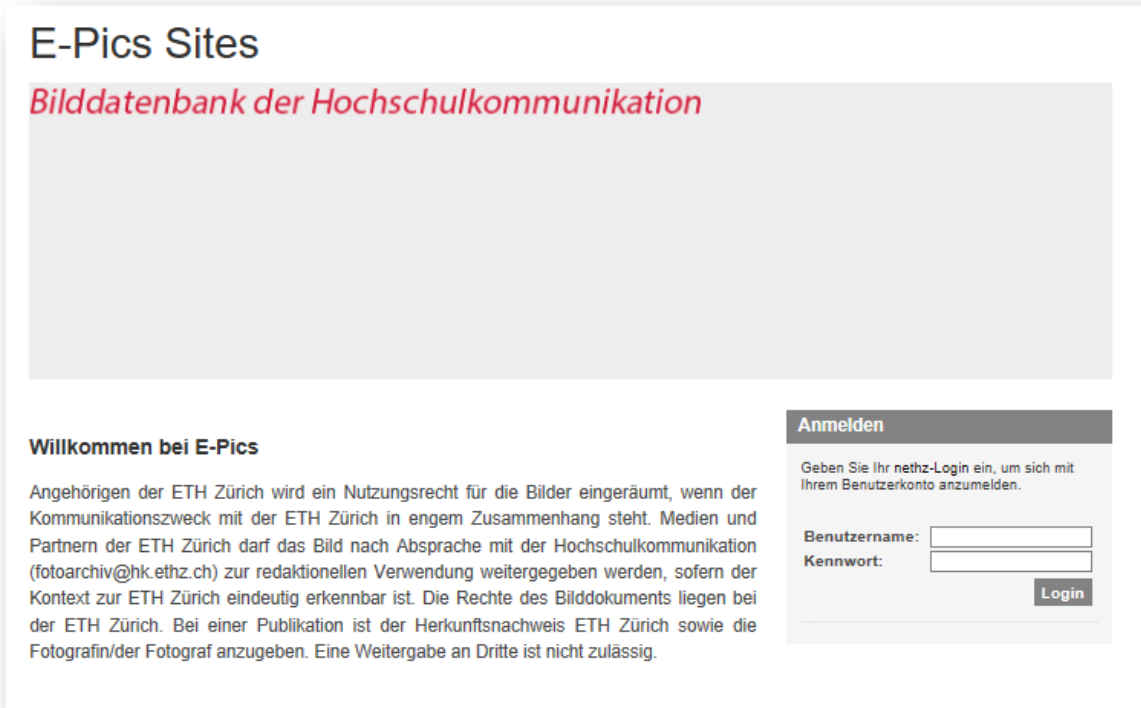 E-Pics Sites
Bilddatenbank der Hochschulkommunikation
Willkommen bei E-Pics
Angehörigen der ETH Zürich wird ein Nutzungsrecht für die Bilder eingeräumt, wenn der
Kommunikationszweck mit der ETH Zürich in engem Zusammenhang steht. Medien und
Partnern der ETH Zürich darf das Bild nach Absprache mit der Hochschulkommunikation
(fotoarchiv@hk.ethz.ch) zur redaktionellen Verwendung weitergegeben werden, sofern der
Kontext zur ETH Zürich eindeutig erkennbar ist. Die Rechte des Bilddokuments liegen bei
der ETH Zürich. Bei einer Publikation ist der Herkunftsnachweis ETH Zürich sowie die
Fotografin/der Fotograf anzugeben. Eine Weitergabe an Dritte ist nicht zulässig.
Anmelden
Geben Sie Ihr nethz-Login ein, um sich mit
Ihrem Benutzerkonto anzumelden.
Benutzername:
Kennwort:
Login